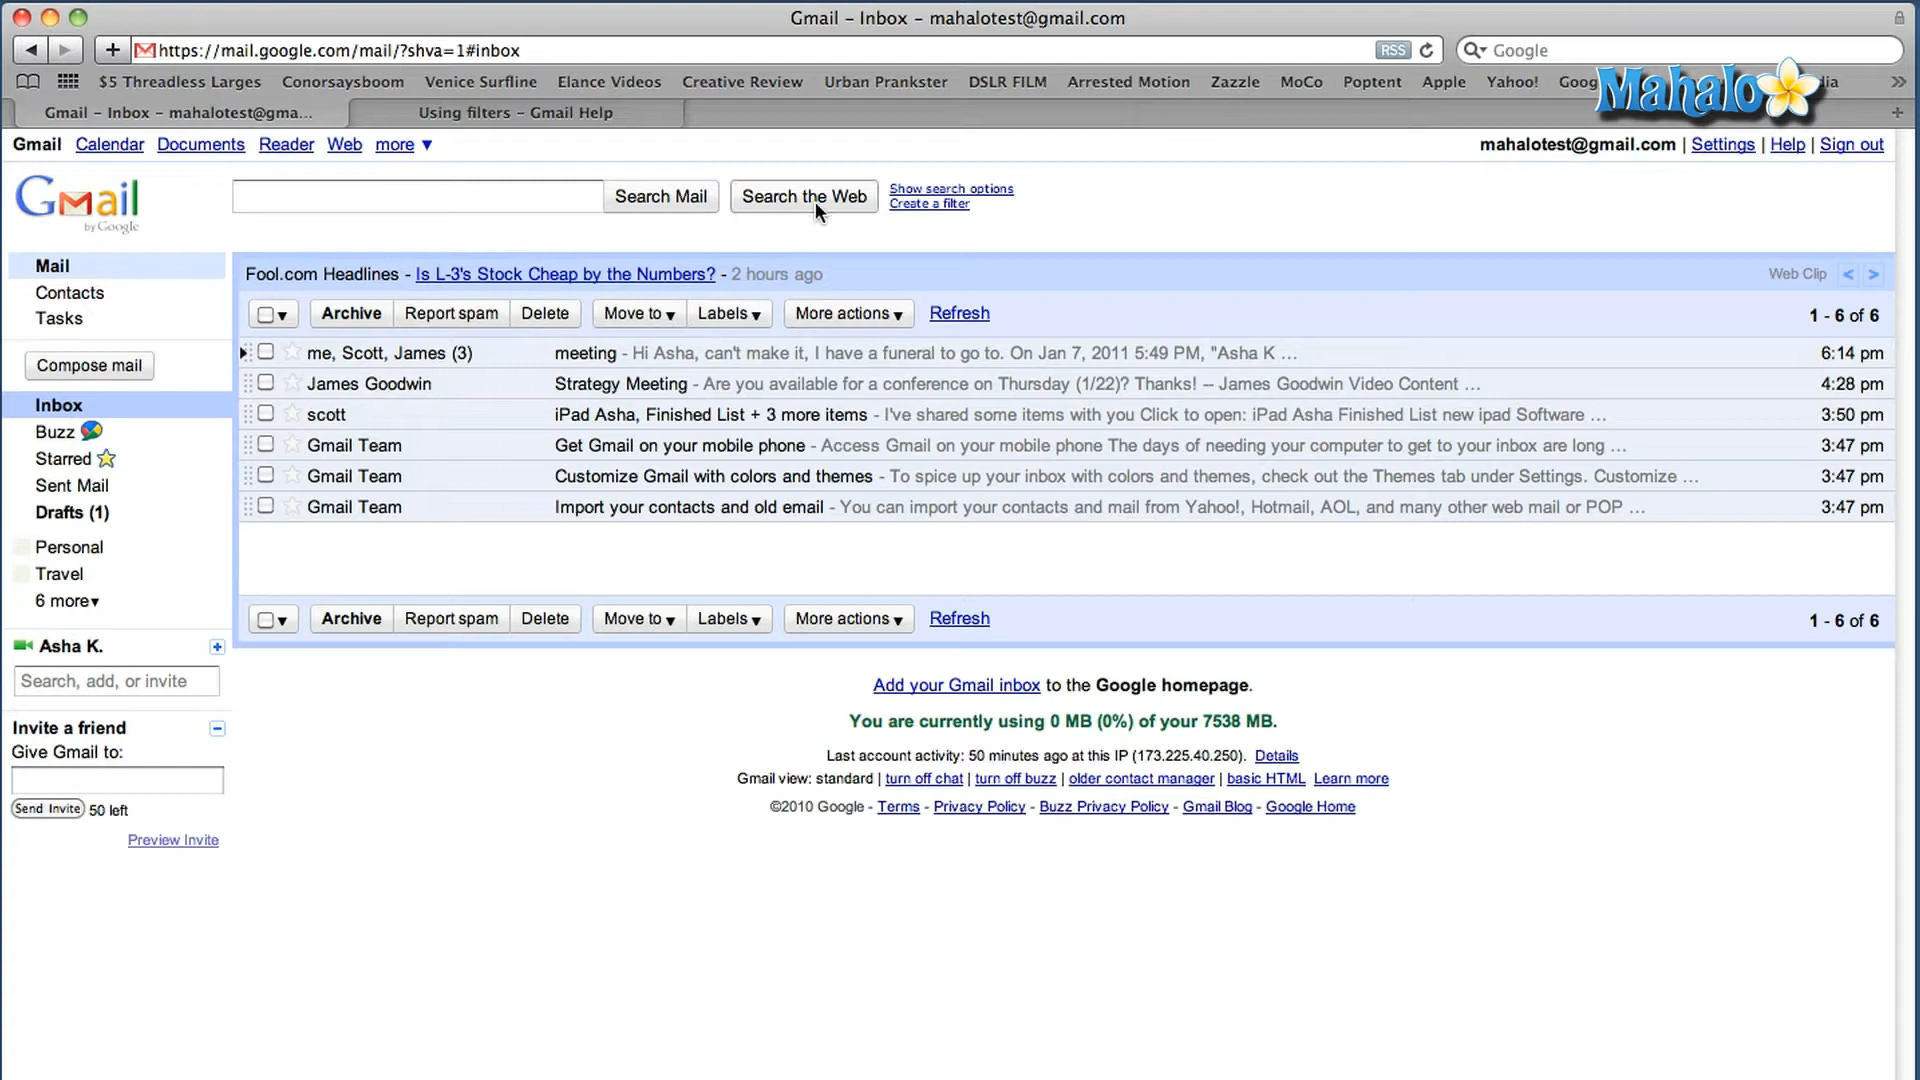 Gmail – Inbox – mahalotest@gmail.com
https://mail.google.com/mail/?shva=1#inbox RSS Google
$5 Threadless Larges Conorsaysboom Venice Surfline Elance Videos Creative Review Urban Prankster DSLR FILM Arrested Motion Zazzle MoCo Poptent Apple Yahoo!
Mahalo
Gmail – Inbox – mahalotest@gma... Using filters – Gmail Help
Gmail Calendar Documents Reader Web more ▼ mahalotest@gmail.com | Settings | Help | Sign out
Gmail by Google
Search Mail Search the Web Show search options
Create a filter
Mail
Contacts
Tasks
Compose mail
Inbox
Buzz
Starred
Sent Mail
Drafts (1)
Personal
Travel
6 more▾
Asha K.
Search, add, or invite
Invite a friend
Give Gmail to:
Send Invite 50 left
Preview Invite
Fool.com Headlines - Is L-3's Stock Cheap by the Numbers? - 2 hours ago Web Clip < >
Archive Report spam Delete Move to ▾ Labels ▾ More actions ▾ Refresh 1 - 6 of 6
me, Scott, James (3) meeting - Hi Asha, can't make it, I have a funeral to go to. On Jan 7, 2011 5:49 PM, "Asha K ... 6:14 pm
James Goodwin Strategy Meeting - Are you available for a conference on Thursday (1/22)? Thanks! -- James Goodwin Video Content ... 4:28 pm
scott iPad Asha, Finished List + 3 more items - I've shared some items with you Click to open: iPad Asha Finished List new ipad Software ... 3:50 pm
Gmail Team Get Gmail on your mobile phone - Access Gmail on your mobile phone The days of needing your computer to get to your inbox are long ... 3:47 pm
Gmail Team Customize Gmail with colors and themes - To spice up your inbox with colors and themes, check out the Themes tab under Settings. Customize ... 3:47 pm
Gmail Team Import your contacts and old email - You can import your contacts and mail from Yahoo!, Hotmail, AOL, and many other web mail or POP ... 3:47 pm
Archive Report spam Delete Move to ▾ Labels ▾ More actions ▾ Refresh 1 - 6 of 6
Add your Gmail inbox to the Google homepage.
You are currently using 0 MB (0%) of your 7538 MB.
Last account activity: 50 minutes ago at this IP (173.225.40.250). Details
Gmail view: standard | turn off chat | turn off buzz | older contact manager | basic HTML Learn more
©2010 Google - Terms - Privacy Policy - Buzz Privacy Policy - Gmail Blog - Google Home